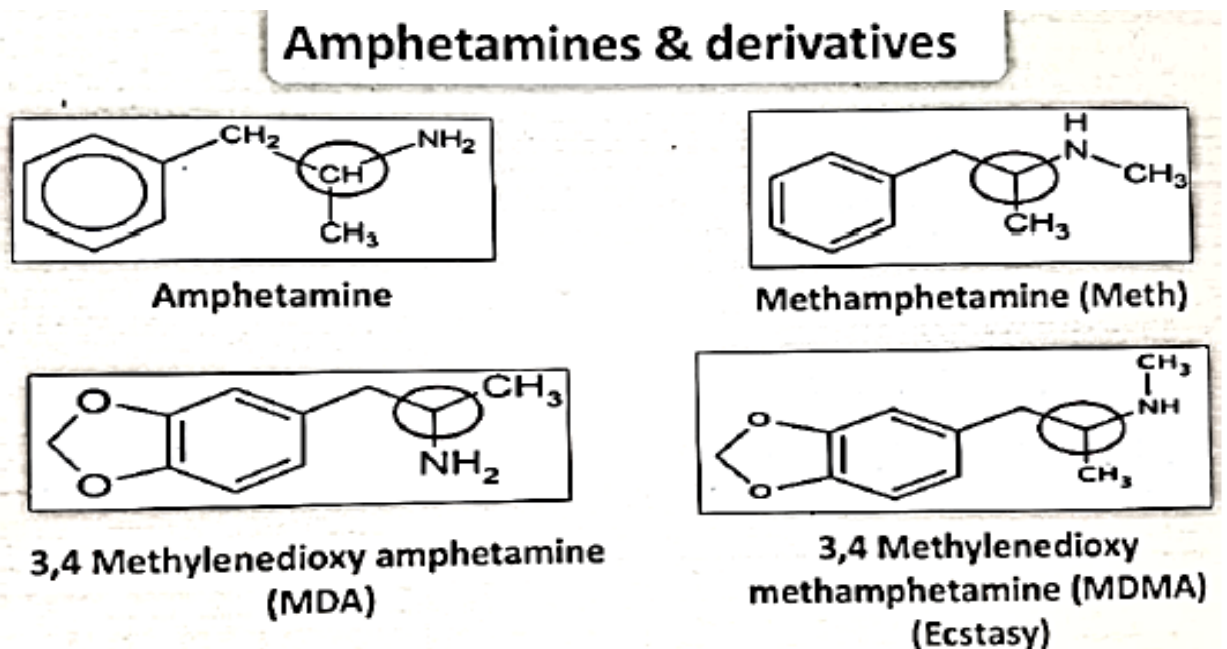 Amphetamines & derivatives
CH₂
NH₂
CH
CH₃
Amphetamine
H
N
CH₃
CH₃
Methamphetamine (Meth)
O
O
CH₃
NH₂
3,4 Methylenedioxy amphetamine
(MDA)
O
O
CH₃
NH
CH₃
3,4 Methylenedioxy
methamphetamine (MDMA)
(Ecstasy)